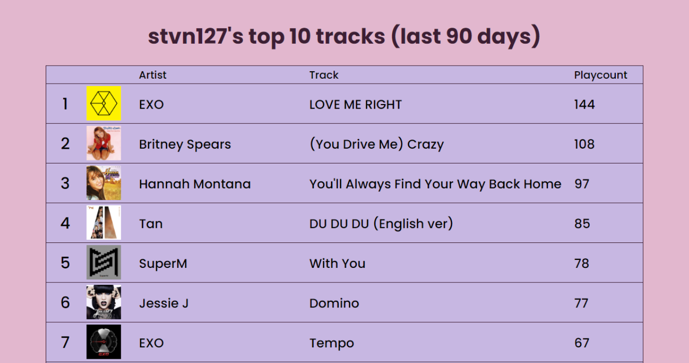 stvn127's top 10 tracks (last 90 days)
Artist Track Playcount
1 EXO LOVE ME RIGHT 144
2 Britney Spears (You Drive Me) Crazy 108
3 Hannah Montana You'll Always Find Your Way Back Home 97
4 Tan DU DU DU (English ver) 85
5 SuperM With You 78
6 Jessie J Domino 77
7 EXO Tempo 67